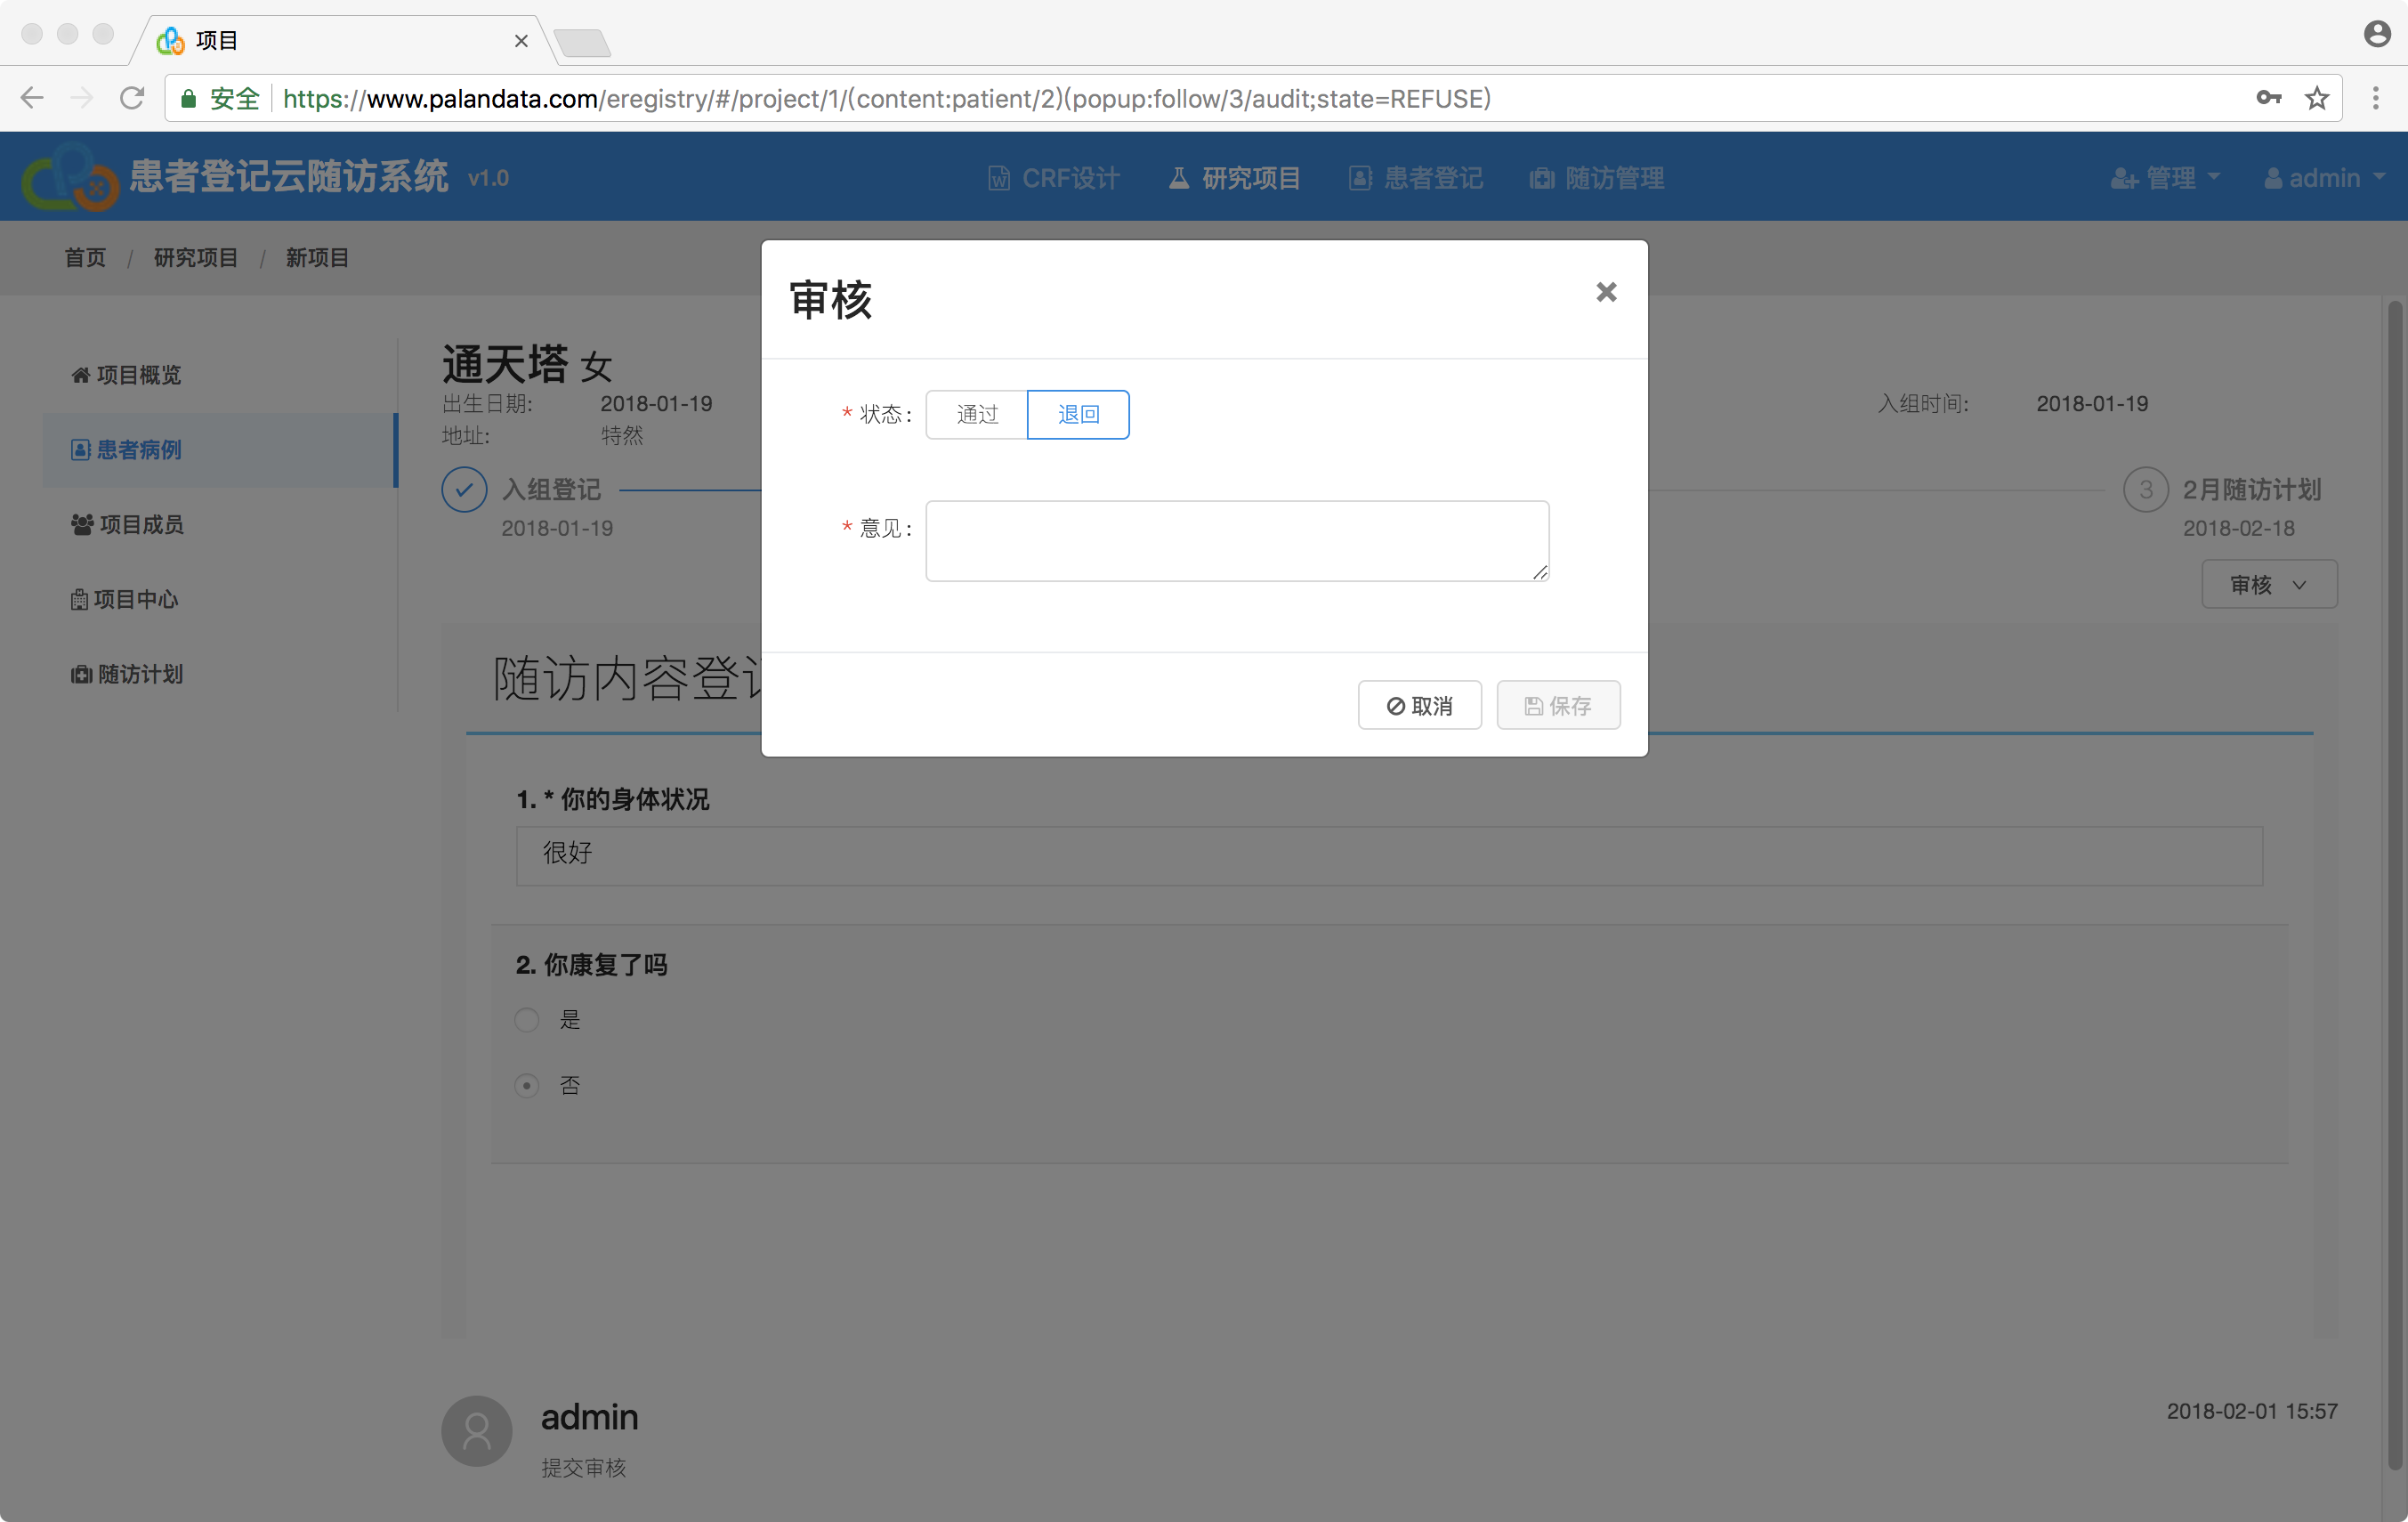 项目
安全 https://www.palandata.com/eregistry/#/project/1/(content:patient/2)(popup:follow/3/audit;state=REFUSE)
患者登记云随访系统 v1.0 CRF设计 研究项目 患者登记 随访管理 管理 admin
首页 / 研究项目 / 新项目
项目概览
患者病例
项目成员
项目中心
随访计划
通天塔 女
出生日期: 2018-01-19 入组时间: 2018-01-19
地址: 特然
入组登记 3 2月随访计划
2018-01-19 2018-02-18
审核
随访内容登
审核
* 状态: 通过 退回
* 意见:
取消 保存
1. * 你的身体状况
很好
2. 你康复了吗
是
否
admin 2018-02-01 15:57
提交审核